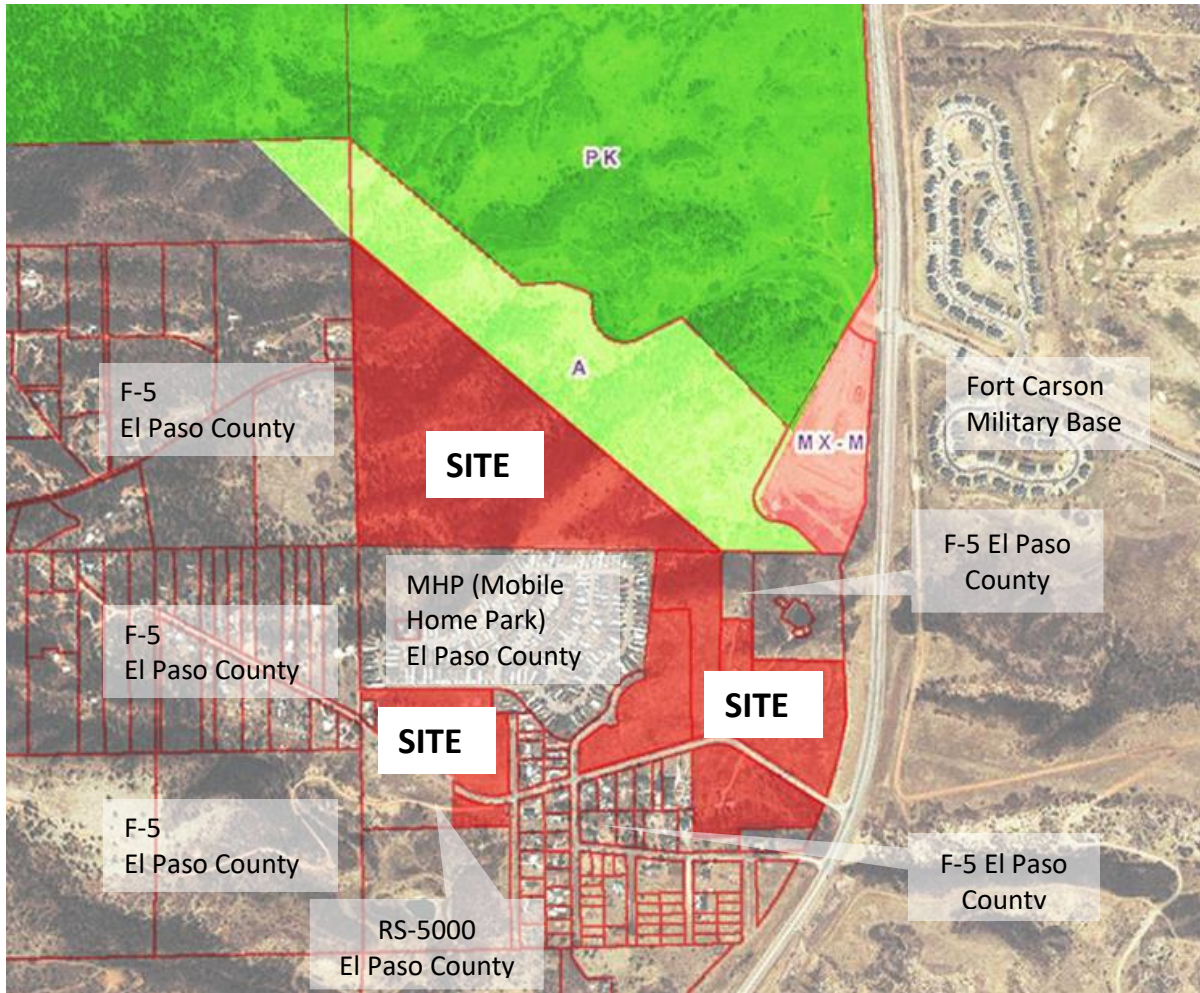 PK
A
F-5
El Paso County
SITE
MX-M
Fort Carson
Military Base
F-5 El Paso
County
MHP (Mobile
Home Park)
El Paso County
F-5
El Paso County
SITE
SITE
F-5
El Paso County
F-5 El Paso
County
RS-5000
El Paso County